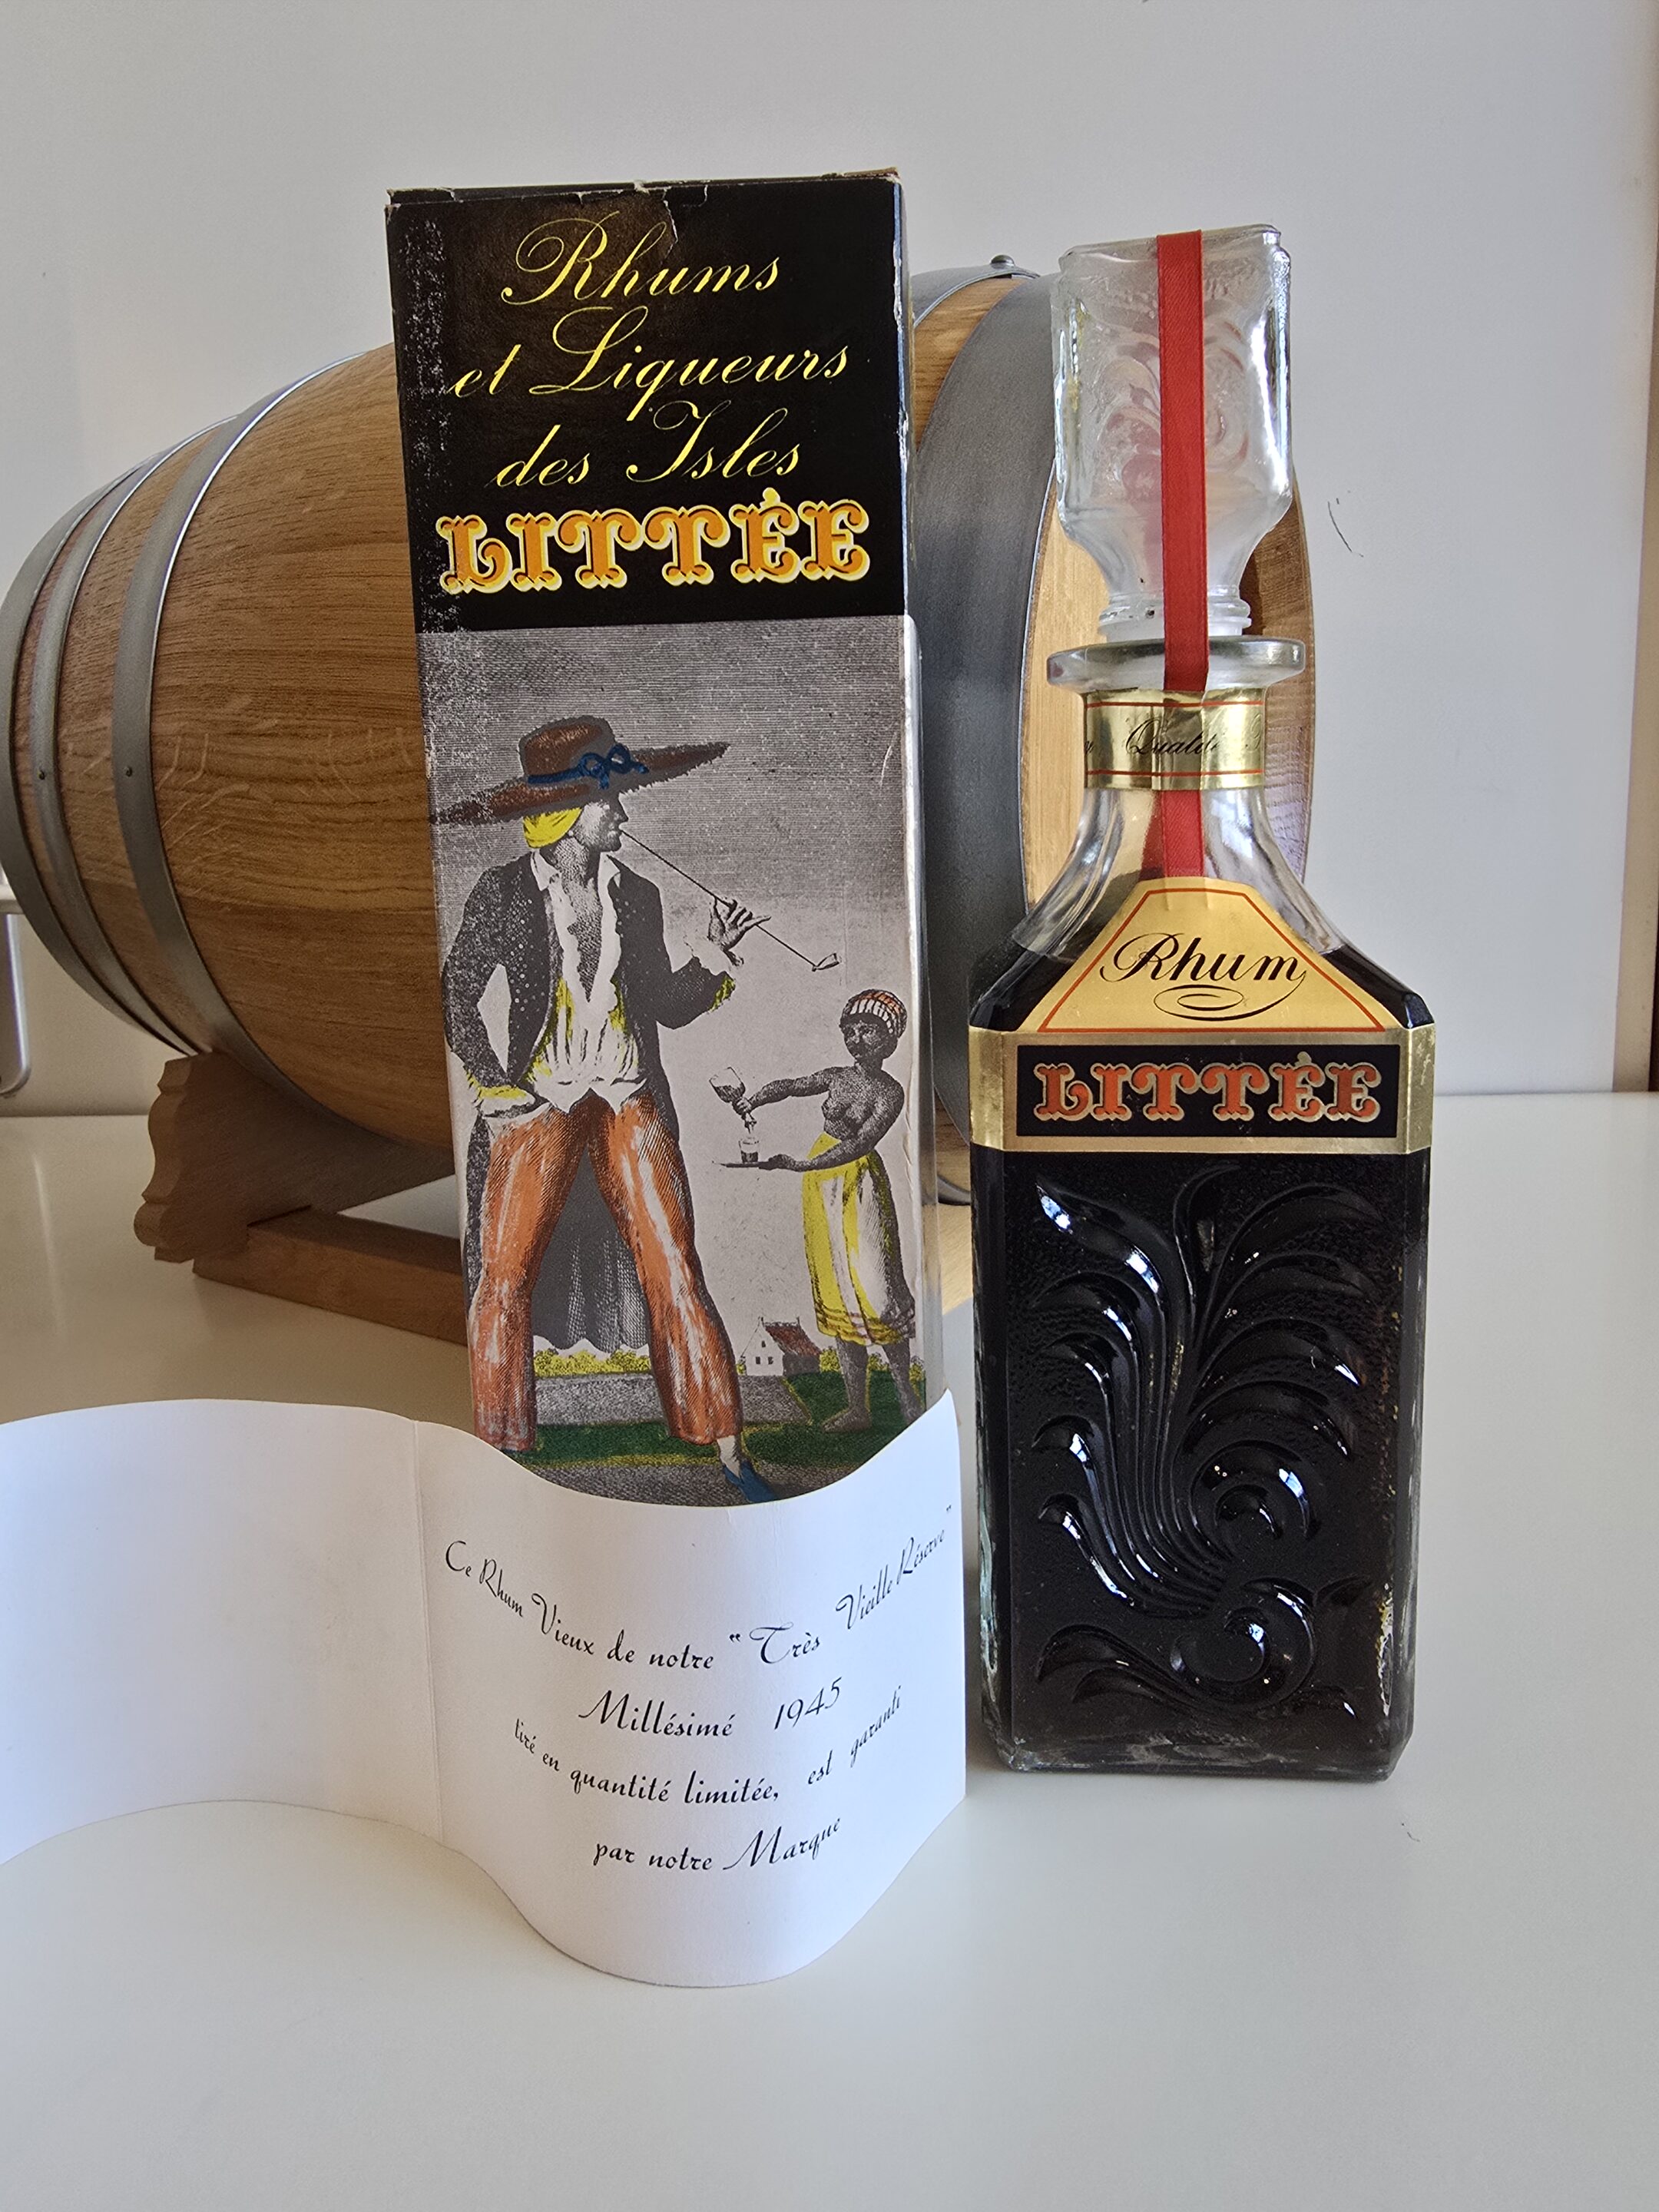 Rhums
et Liqueurs
des Isles
LITTÉE
Rhum
LITTÉE
Ce Rhum Vieux de notre "Très Vieille Réserve"
Millésimé 1945
tiré en quantité limitée, est garanti
par notre Marque